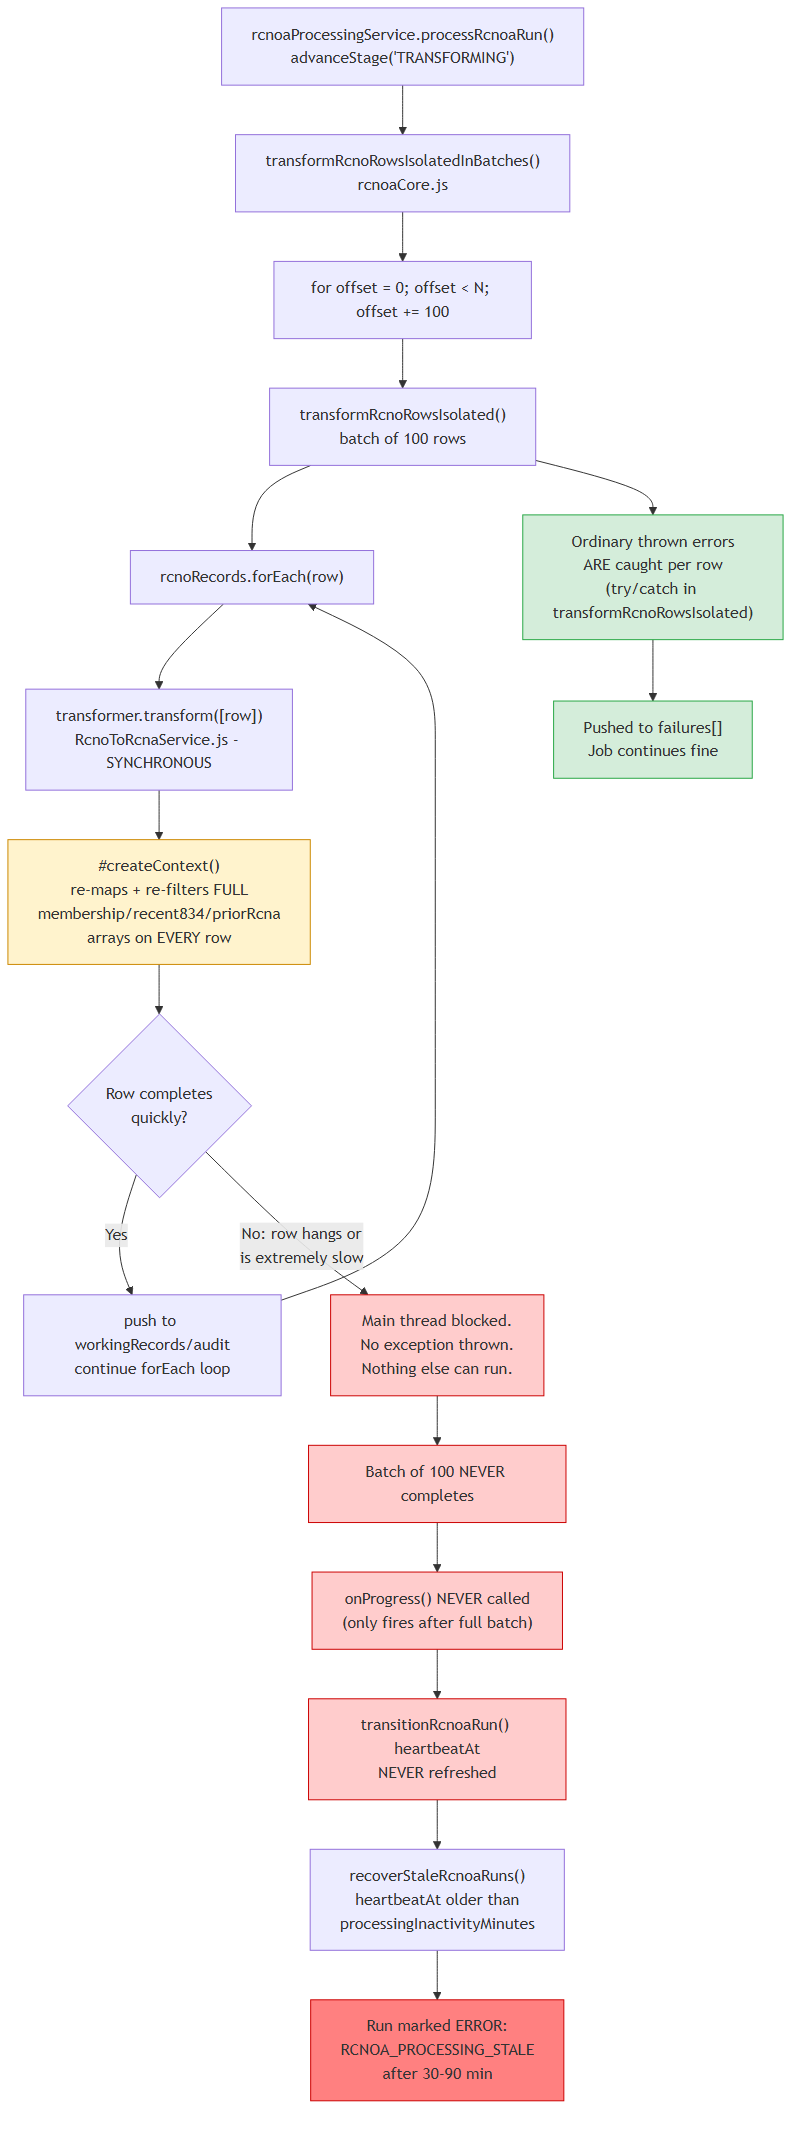 rcnoaProcessingService.processRcnoaRun()
advanceStage('TRANSFORMING')
transformRcnoRowsIsolatedInBatches()
rcnoaCore.js
for offset = 0; offset < N;
offset += 100
transformRcnoRowsIsolated()
batch of 100 rows
rcnoRecords.forEach(row)
Ordinary thrown errors
ARE caught per row
(try/catch in
transformRcnoRowsIsolated)
transformer.transform([row])
RcnoToRcnaService.js -
SYNCHRONOUS
Pushed to failures[]
Job continues fine
#createContext()
re-maps + re-filters FULL
membership/recent834/priorRcna
arrays on EVERY row
Row completes
quickly?
Yes
No: row hangs or
is extremely slow
push to
workingRecords/audit
continue forEach loop
Main thread blocked.
No exception thrown.
Nothing else can run.
Batch of 100 NEVER
completes
onProgress() NEVER called
(only fires after full batch)
transitionRcnoaRun()
heartbeatAt
NEVER refreshed
recoverStaleRcnoaRuns()
heartbeatAt older than
processingInactivityMinutes
Run marked ERROR:
RCNOA_PROCESSING_STALE
after 30-90 min